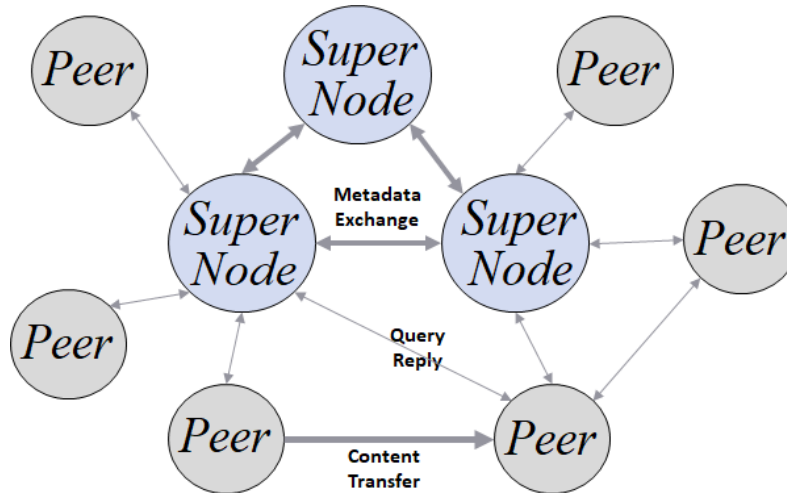 Peer
Super
Node
Peer
Super
Node
Metadata
Exchange
Super
Node
Peer
Peer
Query
Reply
Peer
Peer
Content
Transfer